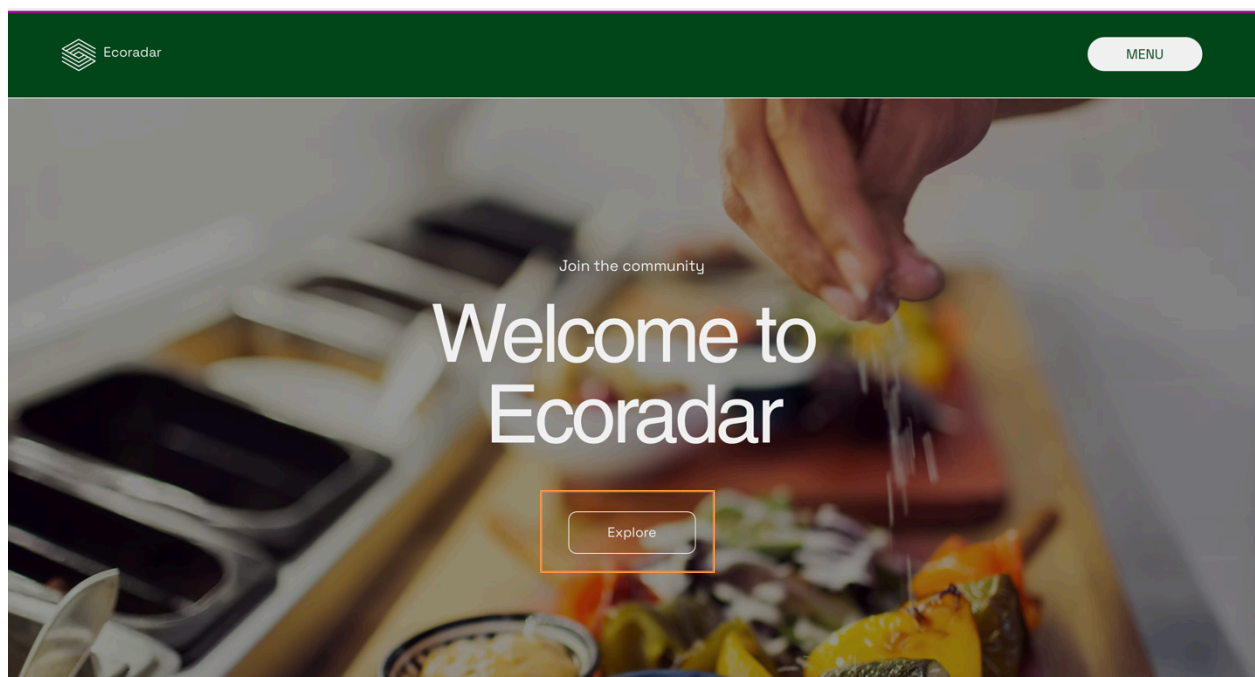 Ecoradar
MENU
Join the community
Welcome to
Ecoradar
Explore